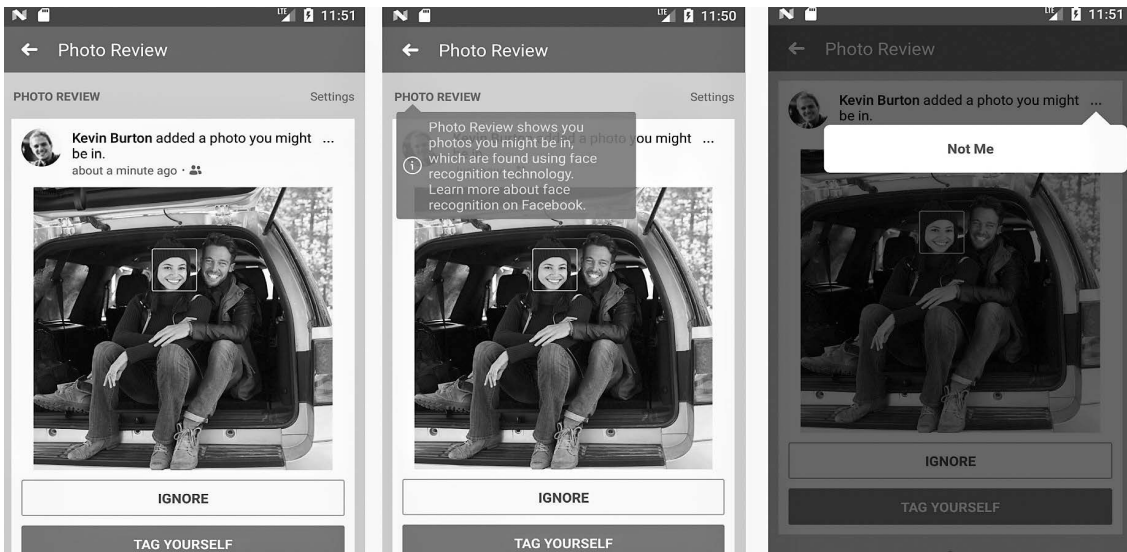 LTE 11:51
Photo Review
PHOTO REVIEW Settings
Kevin Burton added a photo you might ...
be in.
about a minute ago ·
IGNORE
TAG YOURSELF
LTE 11:50
Photo Review
PHOTO REVIEW Settings
Photo Review shows you
photos you might be in,
which are found using face
recognition technology.
Learn more about face
recognition on Facebook.
you might ...
IGNORE
TAG YOURSELF
LTE 11:51
Photo Review
Kevin Burton added a photo you might ...
be in.
Not Me
IGNORE
TAG YOURSELF